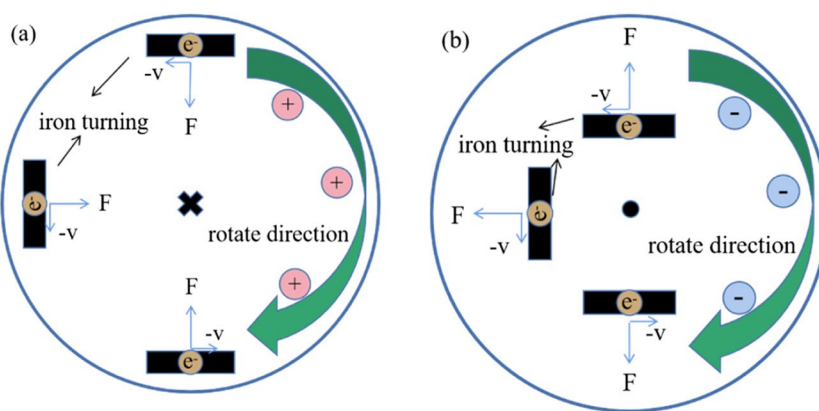 (a)
e-
-v
F
+
iron turning
+
e-
F
-v
rotate direction
F
+
-v
e-
(b)
F
-v
e-
-
iron turning
-
e-
F
-v
rotate direction
e-
-
-v
F